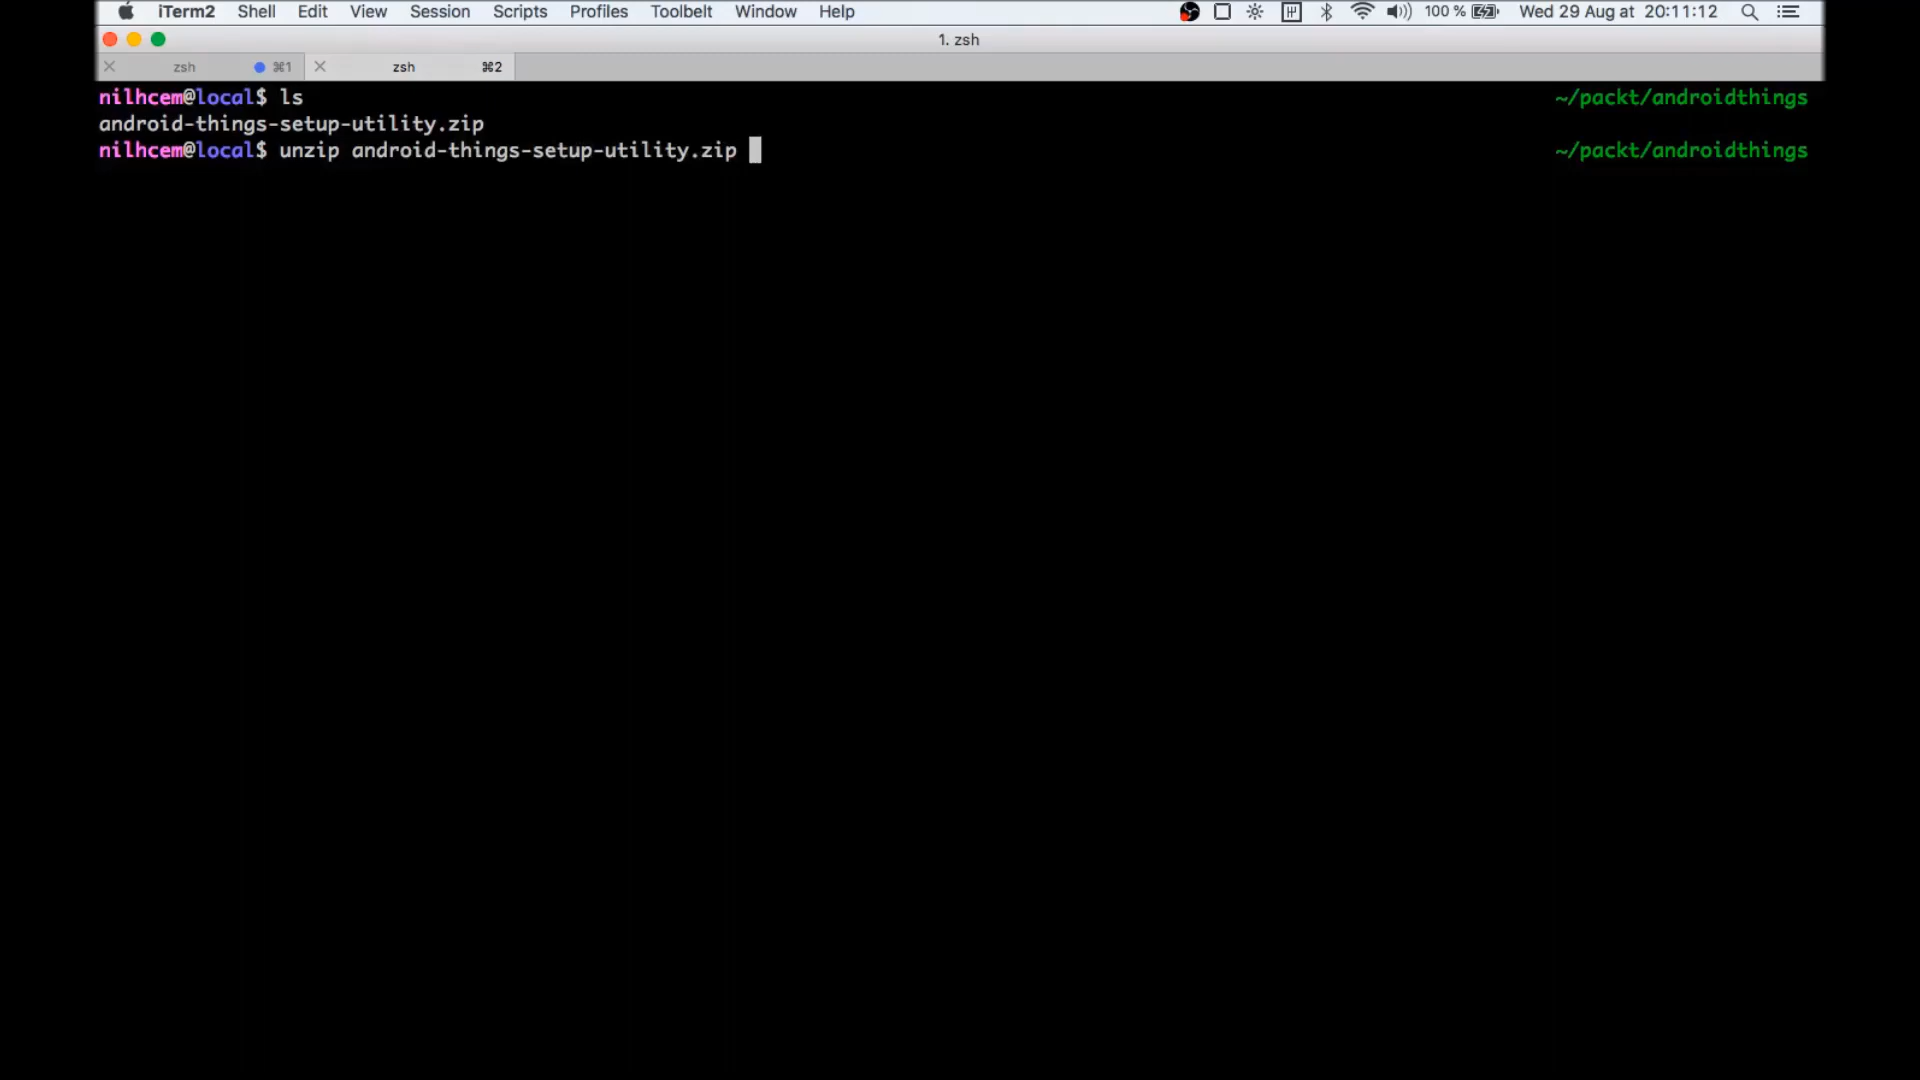 iTerm2 Shell Edit View Session Scripts Profiles Toolbelt Window Help 100 % Wed 29 Aug at 20:11:12
1. zsh
zsh ⌘1 zsh ⌘2
nilhcem@local$ ls ~/packt/androidthings
android-things-setup-utility.zip
nilhcem@local$ unzip android-things-setup-utility.zip ~/packt/androidthings